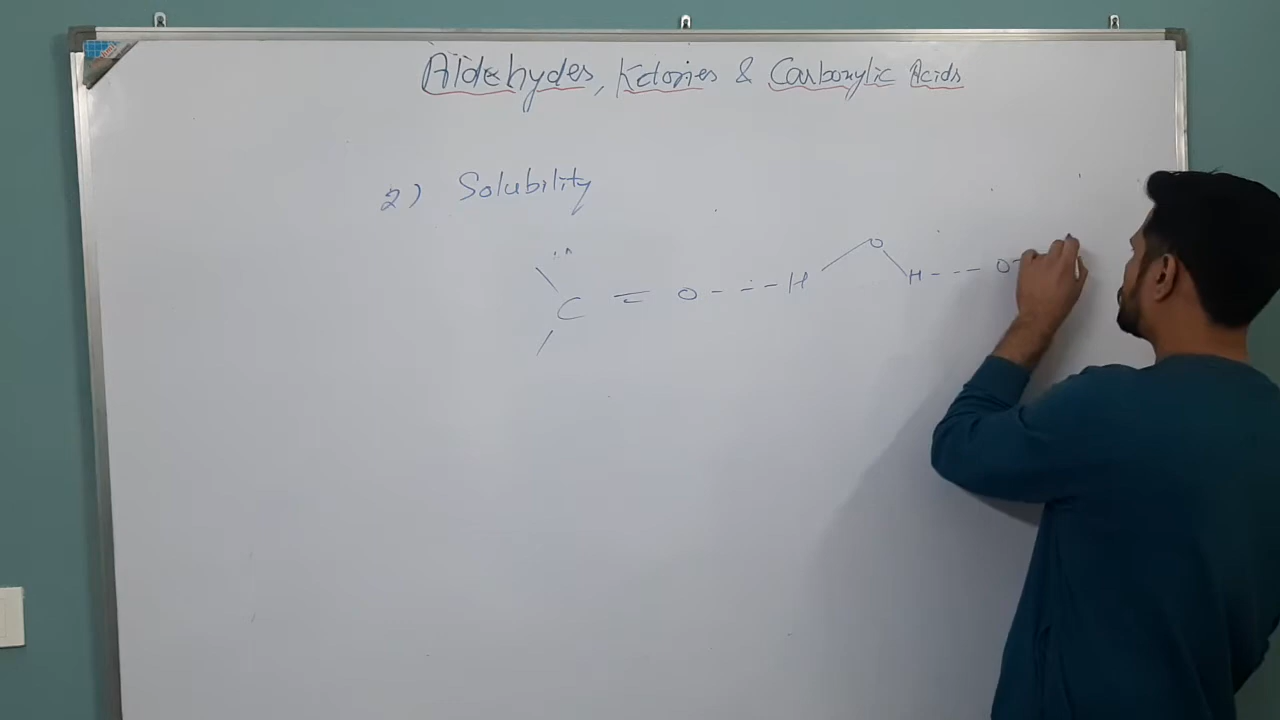 Aldehydes, Ketones & Carboxylic Acids
2) Solubility
C = O --- H O H --- O